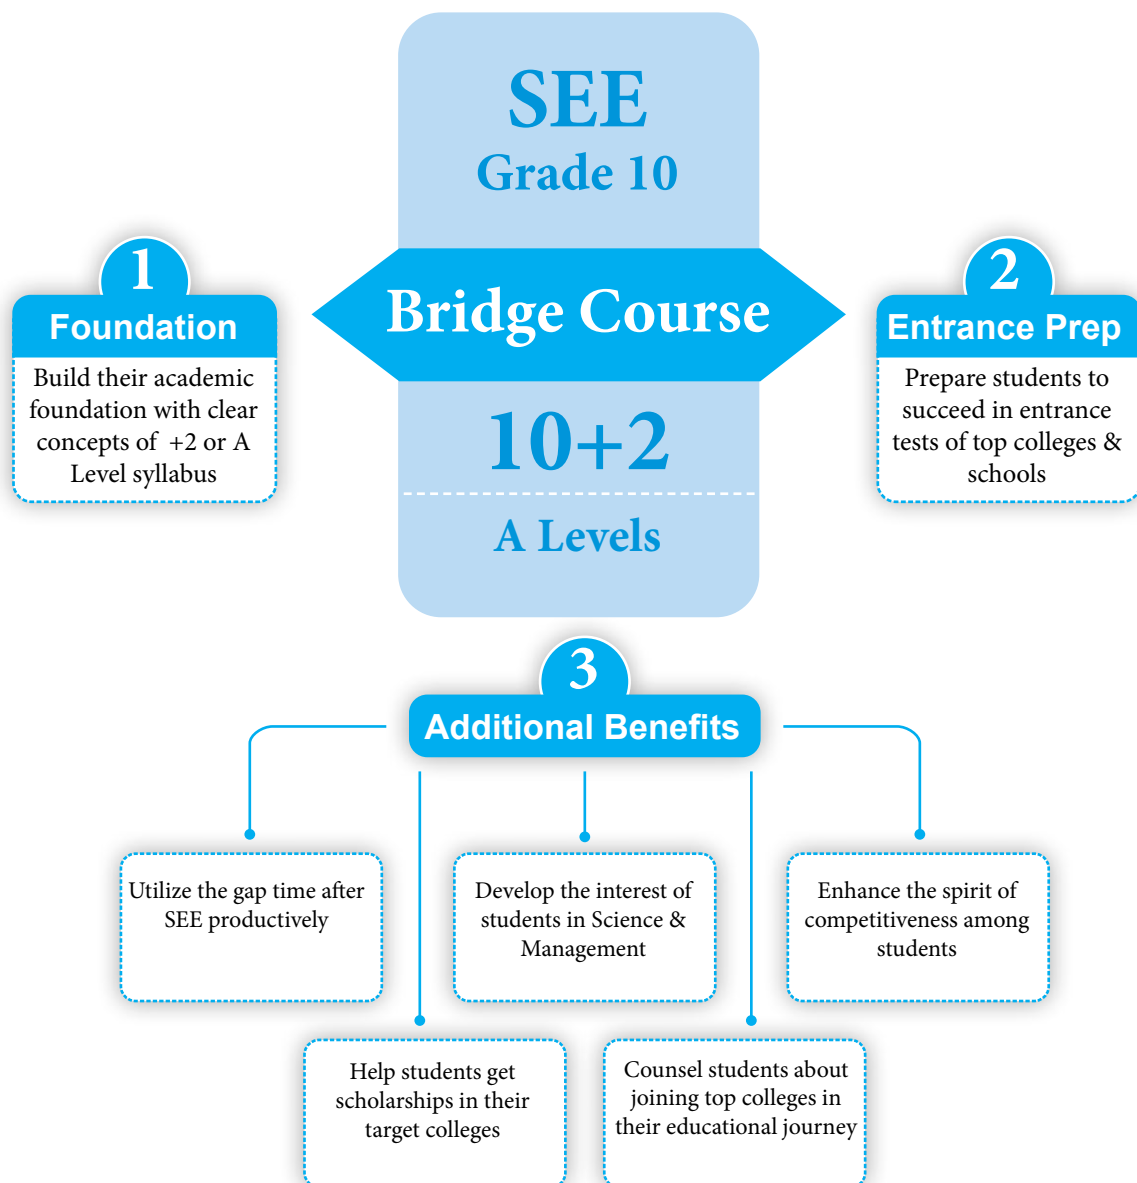 SEE
Grade 10
Bridge Course
10+2
A Levels
1
Foundation
Build their academic
foundation with clear
concepts of +2 or A
Level syllabus
2
Entrance Prep
Prepare students to
succeed in entrance
tests of top colleges &
schools
3
Additional Benefits
Utilize the gap time after
SEE productively
Develop the interest of
students in Science &
Management
Enhance the spirit of
competitiveness among
students
Help students get
scholarships in their
target colleges
Counsel students about
joining top colleges in
their educational journey